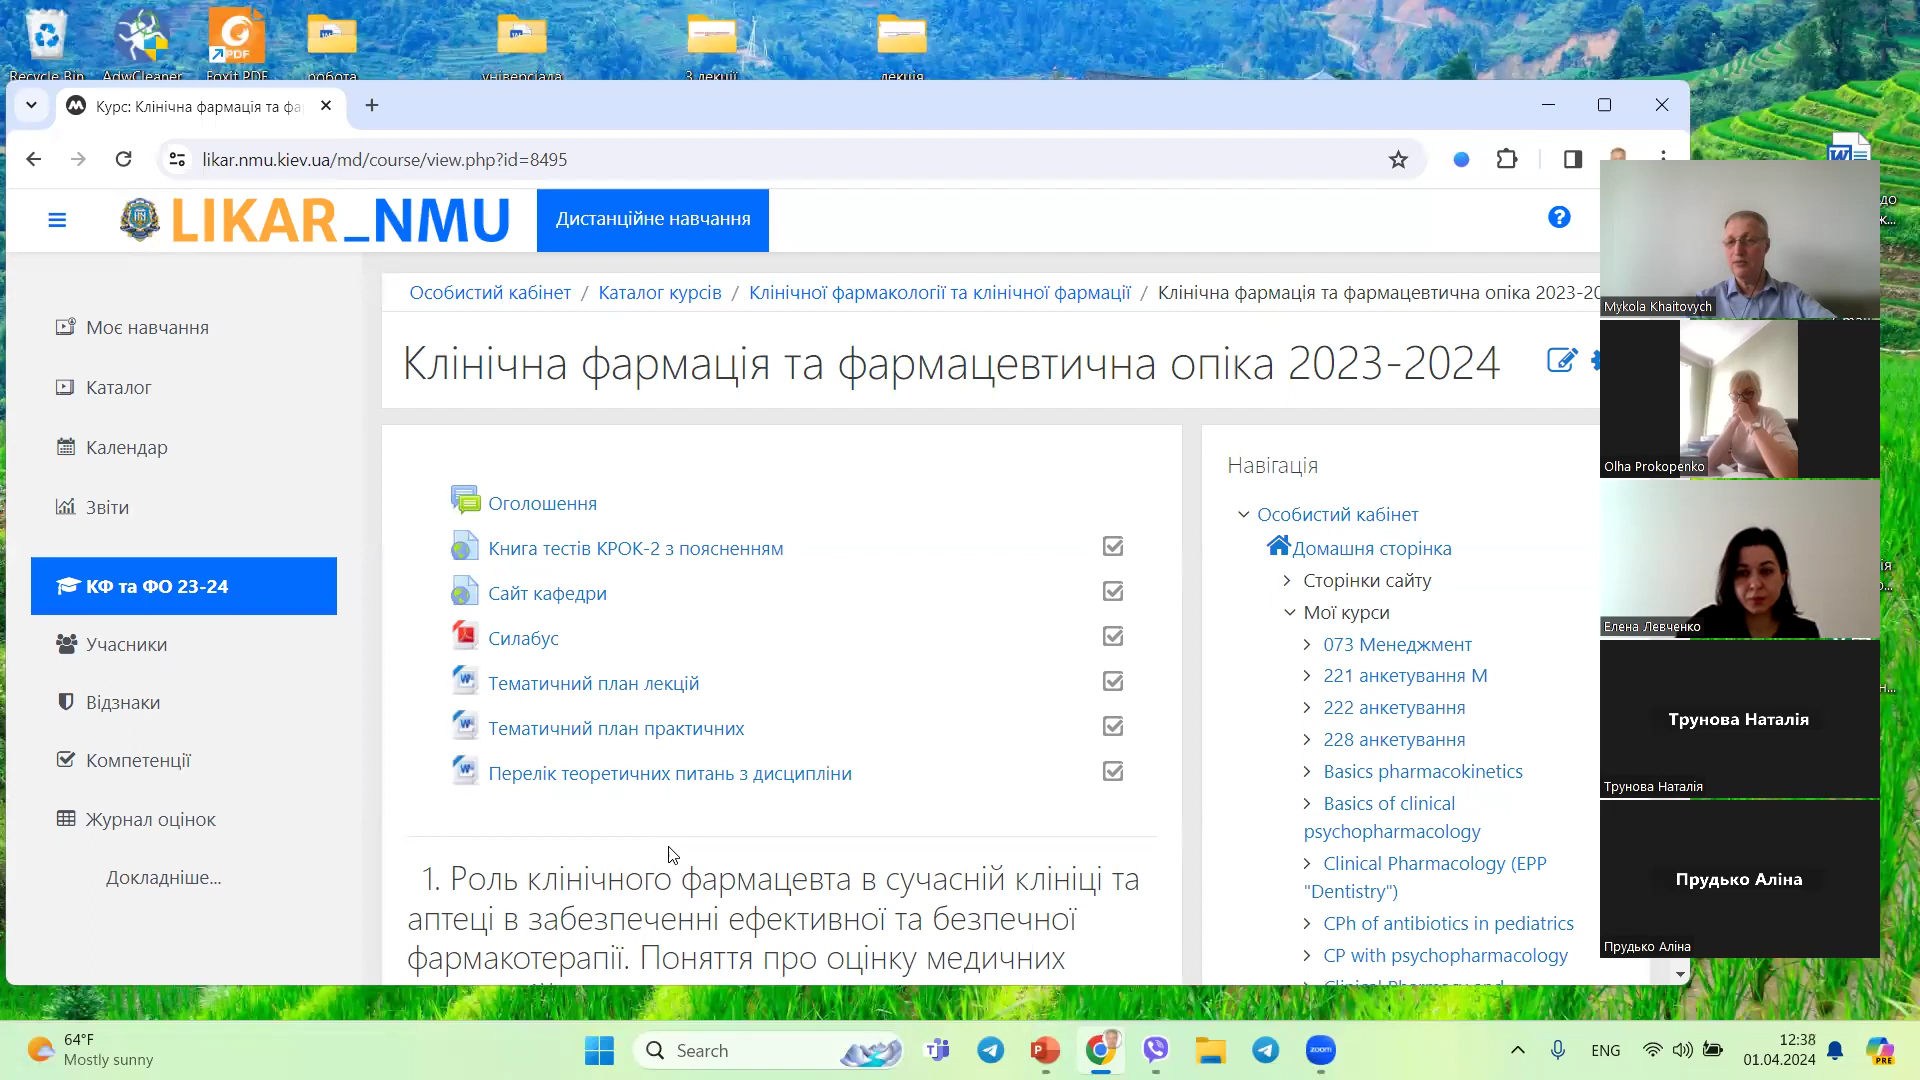 Recycle Bin
AdwCleaner
Foxit PDF
робота
універсіада
3 лекції
лекція
Курс: Клінічна фармація та фа
likar.nmu.kiev.ua/md/course/view.php?id=8495
LIKAR_NMU
Дистанційне навчання
Особистий кабінет / Каталог курсів / Клінічної фармакології та клінічної фармації / Клінічна фармація та фармацевтична опіка 2023-20
Клінічна фармація та фармацевтична опіка 2023-2024
Моє навчання
Каталог
Календар
Звіти
КФ та ФО 23-24
Учасники
Відзнаки
Компетенції
Журнал оцінок
Докладніше...
Оголошення
Книга тестів КРОК-2 з поясненням
Сайт кафедри
Силабус
Тематичний план лекцій
Тематичний план практичних
Перелік теоретичних питань з дисципліни
1. Роль клінічного фармацевта в сучасній клініці та
аптеці в забезпеченні ефективної та безпечної
фармакотерапії. Поняття про оцінку медичних
Навігація
Особистий кабінет
Домашня сторінка
Сторінки сайту
Мої курси
073 Менеджмент
221 анкетування М
222 анкетування
228 анкетування
Basics pharmacokinetics
Basics of clinical
psychopharmacology
Clinical Pharmacology (EPP
"Dentistry")
CPh of antibiotics in pediatrics
CP with psychopharmacology
Clinical Pharmacy and
Mykola Khaitovych
Olha Prokopenko
Елена Левченко
Трунова Наталія
Трунова Наталія
Прудько Аліна
Прудько Аліна
64°F
Mostly sunny
Search
zoom
ENG
12:38
01.04.2024
PRE